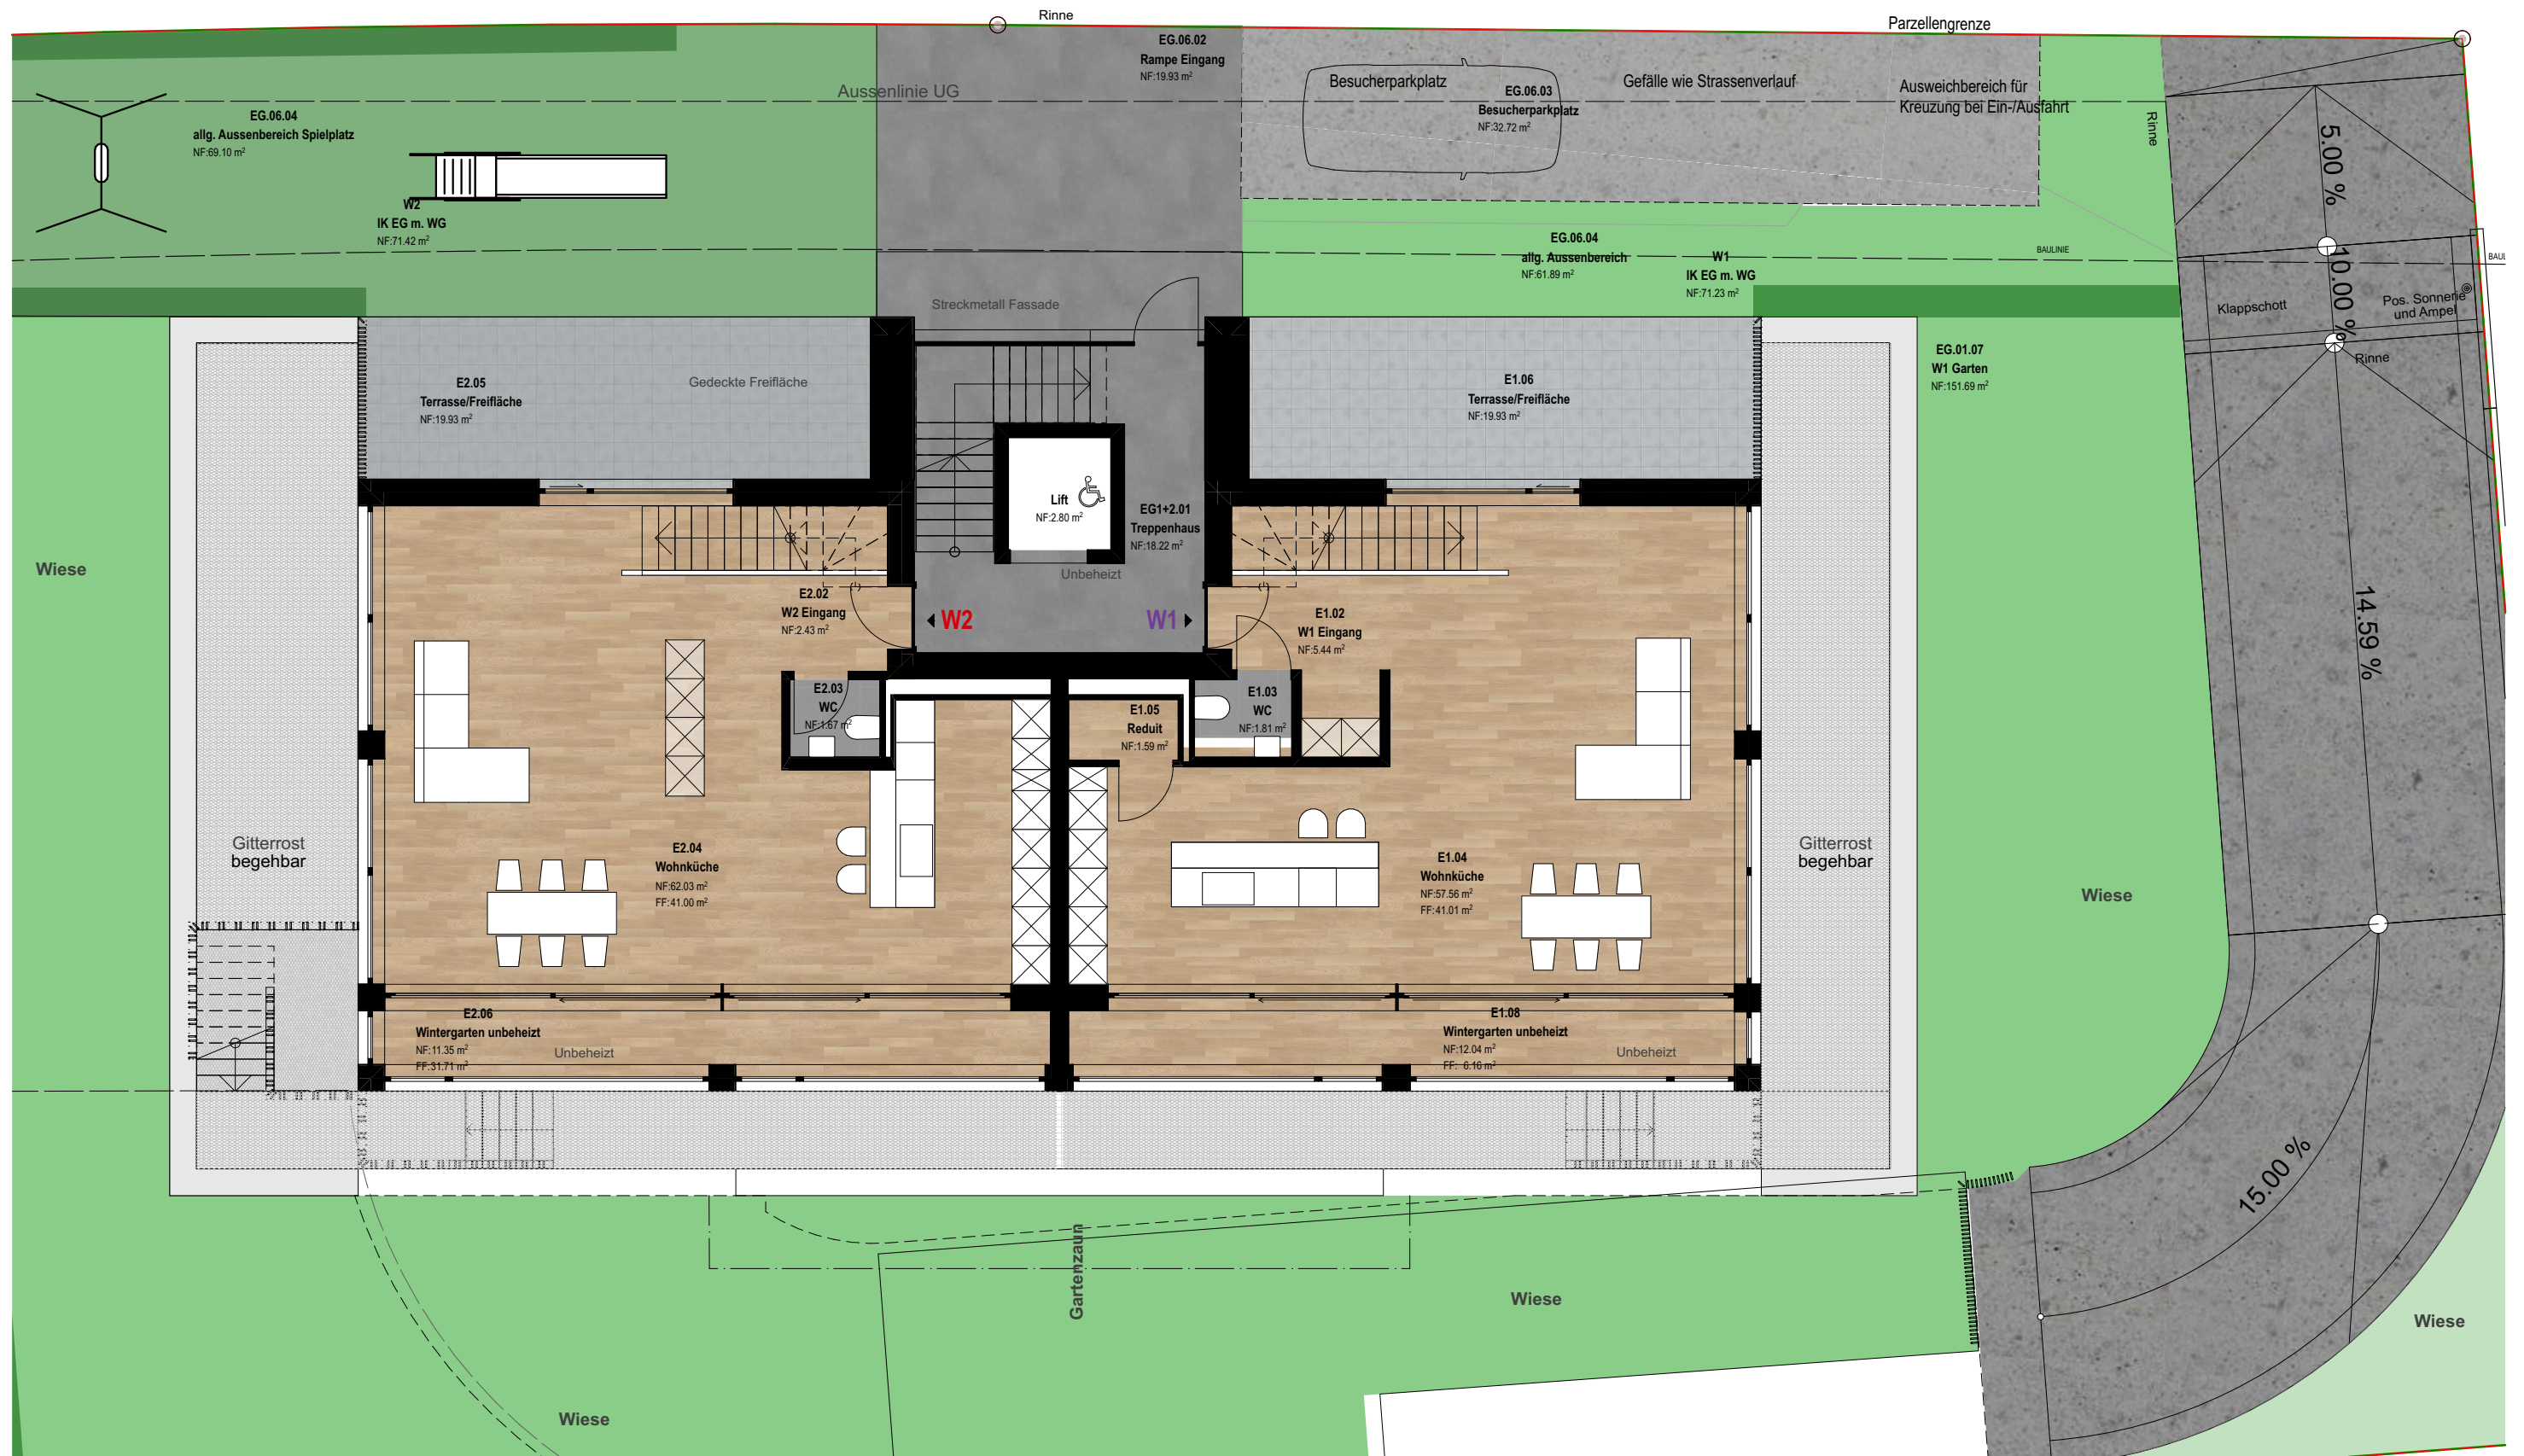 Rinne
Parzellengrenze
EG.06.02
Rampe Eingang
NF:19.93 m²
Aussenlinie UG
Besucherparkplatz
EG.06.03
Besucherparkplatz
NF:32.72 m²
Gefälle wie Strassenverlauf
Ausweichbereich für
Kreuzung bei Ein-/Ausfahrt
Rinne
5.00 %
EG.06.04
allg. Aussenbereich Spielplatz
NF:69.10 m²
W2
IK EG m. WG
NF:71.42 m²
EG.06.04
allg. Aussenbereich
NF:61.89 m²
W1
IK EG m. WG
NF:71.23 m²
BAULINIE
BAUL
10.00 %
Klappschott
Pos. Sonnerie
und Ampel
Rinne
Streckmetall Fassade
EG.01.07
W1 Garten
NF:151.69 m²
E2.05
Terrasse/Freifläche
NF:19.93 m²
Gedeckte Freifläche
E1.06
Terrasse/Freifläche
NF:19.93 m²
Lift
NF:2.80 m²
EG1+2.01
Treppenhaus
NF:18.22 m²
Unbeheizt
Wiese
E2.02
W2 Eingang
NF:2.43 m²
W2
W1
E1.02
W1 Eingang
NF:5.44 m²
14.59 %
E2.03
WC
NF:1.67 m²
E1.05
Reduit
NF:1.59 m²
E1.03
WC
NF:1.81 m²
Gitterrost
begehbar
E2.04
Wohnküche
NF:62.03 m²
FF:41.00 m²
E1.04
Wohnküche
NF:57.56 m²
FF:41.01 m²
Gitterrost
begehbar
Wiese
E2.06
Wintergarten unbeheizt
NF:11.35 m²
FF:31.71 m²
Unbeheizt
E1.08
Wintergarten unbeheizt
NF:12.04 m²
FF: 6.16 m²
Unbeheizt
15.00 %
Gartenzaun
Wiese
Wiese
Wiese